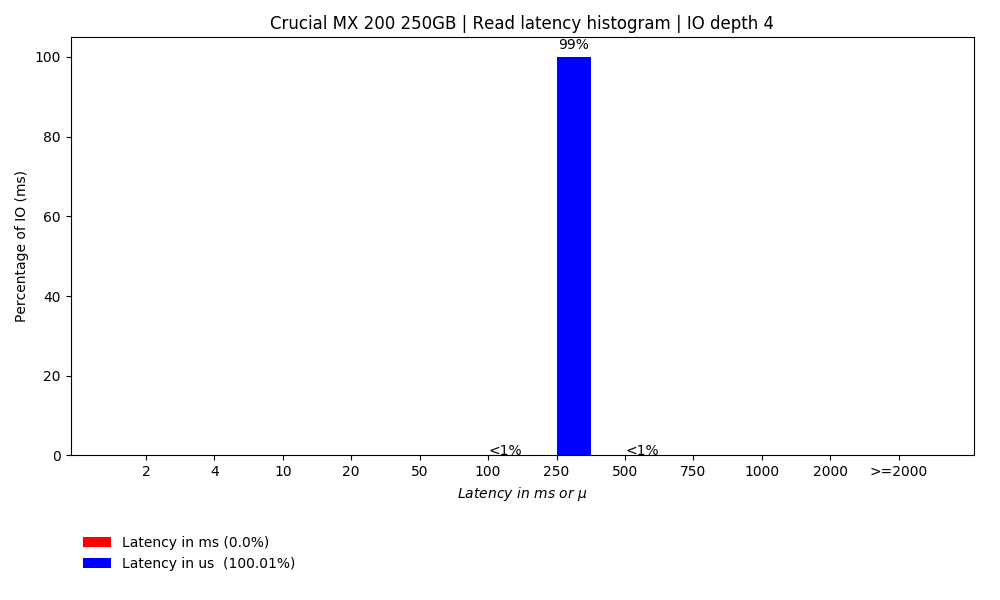 Crucial MX 200 250GB | Read latency histogram | IO depth 4
99%
100
80
60
40
20
0
Percentage of IO (ms)
<1%
<1%
2 4 10 20 50 100 250 500 750 1000 2000 >=2000
Latency in ms or μ
Latency in ms (0.0%)
Latency in us  (100.01%)